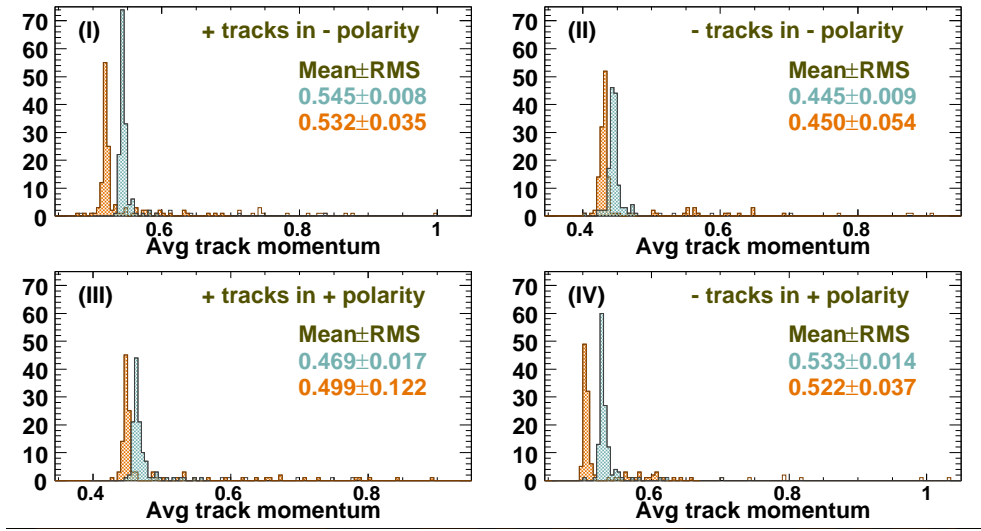 70
60
50
40
30
20
10
0
(I)
+ tracks in - polarity
Mean±RMS
0.545±0.008
0.532±0.035
0.6 0.8 1
Avg track momentum
70
60
50
40
30
20
10
0
(II)
- tracks in - polarity
Mean±RMS
0.445±0.009
0.450±0.054
0.4 0.6 0.8
Avg track momentum
70
60
50
40
30
20
10
0
(III)
+ tracks in + polarity
Mean±RMS
0.469±0.017
0.499±0.122
0.4 0.6 0.8
Avg track momentum
70
60
50
40
30
20
10
0
(IV)
- tracks in + polarity
Mean±RMS
0.533±0.014
0.522±0.037
0.6 0.8 1
Avg track momentum